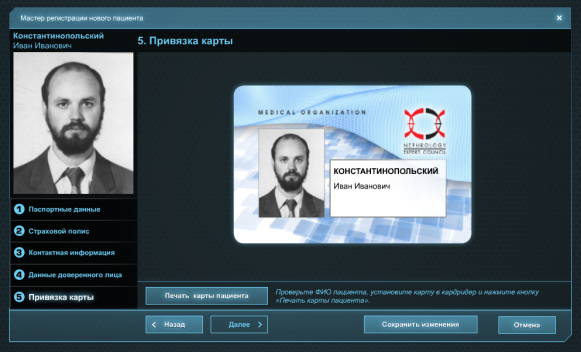 Мастер регистрации нового пациента
Константинопольский
Иван Иванович
5. Привязка карты
MEDICAL ORGANIZATION
NEPHROLOGY
EXPERT COUNCIL
КОНСТАНТИНОПОЛЬСКИЙ
Иван Иванович
1 Паспортные данные
2 Страховой полис
3 Контактная информация
4 Данные доверенного лица
5 Привязка карты
Печать карты пациента
Проверьте ФИО пациента, установите карту в кардридер и нажмите кнопку
«Печать карты пациента».
Назад
Далее
Сохранить изменения
Отмена